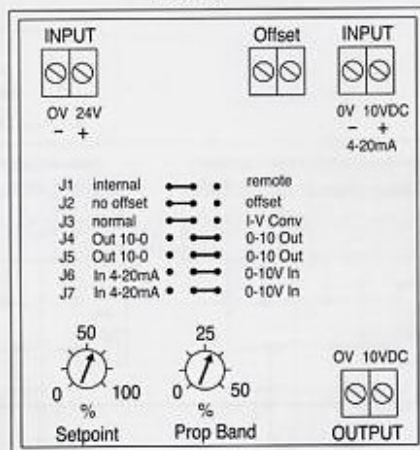 INPUT Offset INPUT
0V 24V 0V 10VDC
− + − +
4-20mA
J1 internal remote
J2 no offset offset
J3 normal I-V Conv
J4 Out 10-0 0-10 Out
J5 Out 10-0 0-10 Out
J6 In 4-20mA 0-10V In
J7 In 4-20mA 0-10V In
50 25
0 100 0 50
% %
Setpoint Prop Band
0V 10VDC
OUTPUT